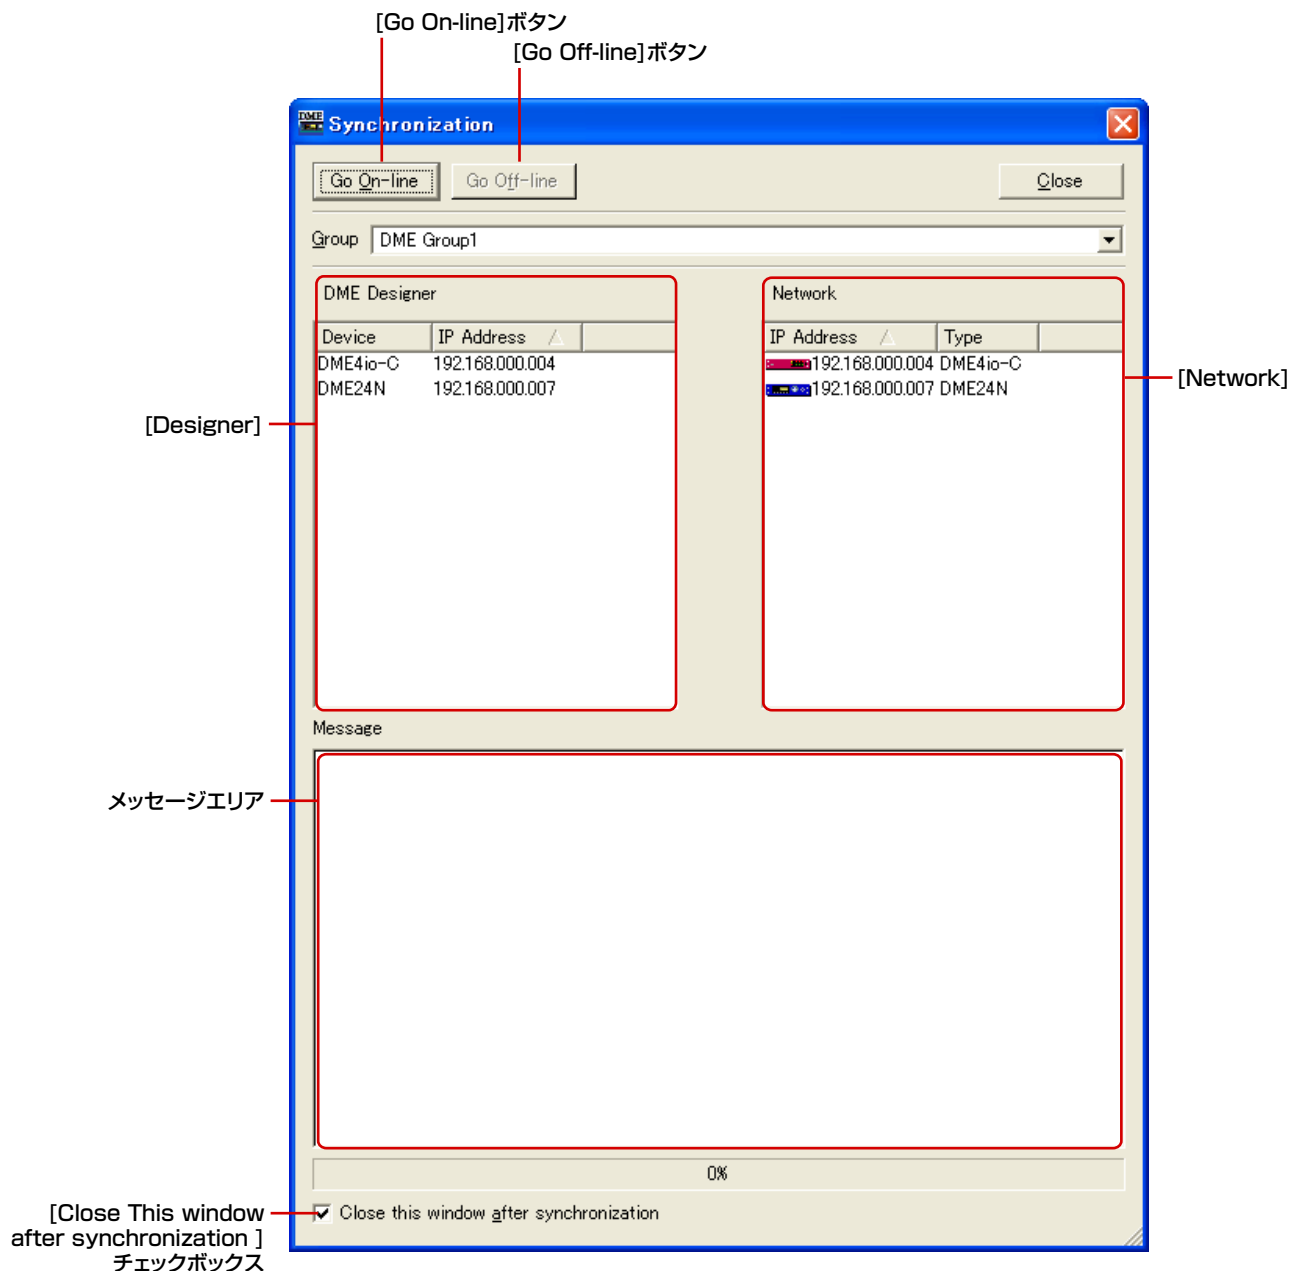 [Go On-line]ボタン
[Go Off-line]ボタン
DME
Synchronization
Go On-line
Go Off-line
Close
Group
DME Group1
DME Designer
Network
Device
IP Address
IP Address
Type
DME4io-C
192.168.000.004
192.168.000.004
DME4io-C
DME24N
192.168.000.007
192.168.000.007
DME24N
[Network]
[Designer]
Message
メッセージエリア
0%
[Close This window
after synchronization ]
チェックボックス
Close this window after synchronization